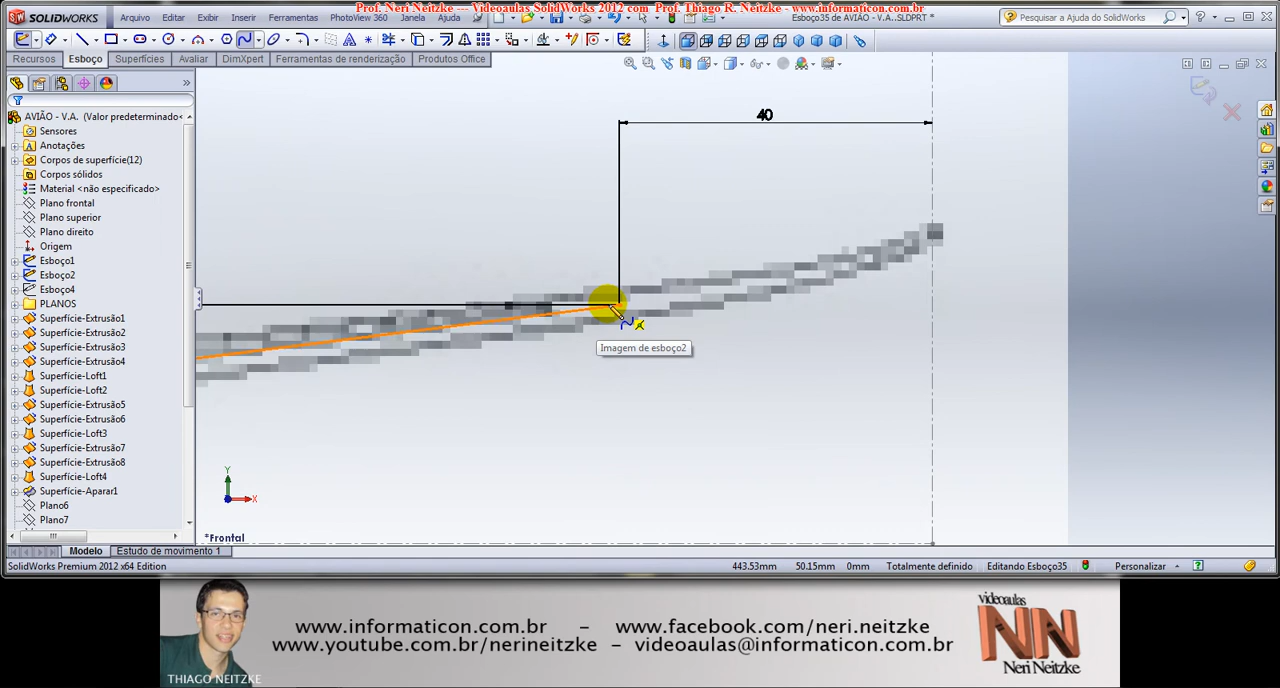 Prof. Neri Neitzke --- Videoaulas SolidWorks 2012 com Prof. Thiago R. Neitzke - www.informaticon.com.br
SOLIDWORKS
Arquivo Editar Exibir Inserir Ferramentas PhotoView 360 Janela Ajuda
Esboço35 de AVIÃO - V.A..SLDPRT *
Pesquisar a Ajuda do SolidWorks
Recursos Esboço Superfícies Avaliar DimXpert Ferramentas de renderização Produtos Office
AVIÃO - V.A. (Valor predeterminado<
Sensores
Anotações
Corpos de superfície(12)
Corpos sólidos
Material <não especificado>
Plano frontal
Plano superior
Plano direito
Origem
Esboço1
Esboço2
Esboço4
PLANOS
Superfície-Extrusão1
Superfície-Extrusão2
Superfície-Extrusão3
Superfície-Extrusão4
Superfície-Loft1
Superfície-Loft2
Superfície-Extrusão5
Superfície-Extrusão6
Superfície-Loft3
Superfície-Extrusão7
Superfície-Extrusão8
Superfície-Loft4
Superfície-Aparar1
Plano6
Plano7
40
Imagem de esboço2
Y
X
*Frontal
Modelo Estudo de movimento 1
SolidWorks Premium 2012 x64 Edition
443.53mm 50.15mm 0mm Totalmente definido Editando Esboço35 Personalizar
www.informaticon.com.br - www.facebook.com/neri.neitzke
www.youtube.com.br/nerineitzke - videoaulas@informaticon.com.br
THIAGO NEITZKE
videoaulas
NN
Neri Neitzke